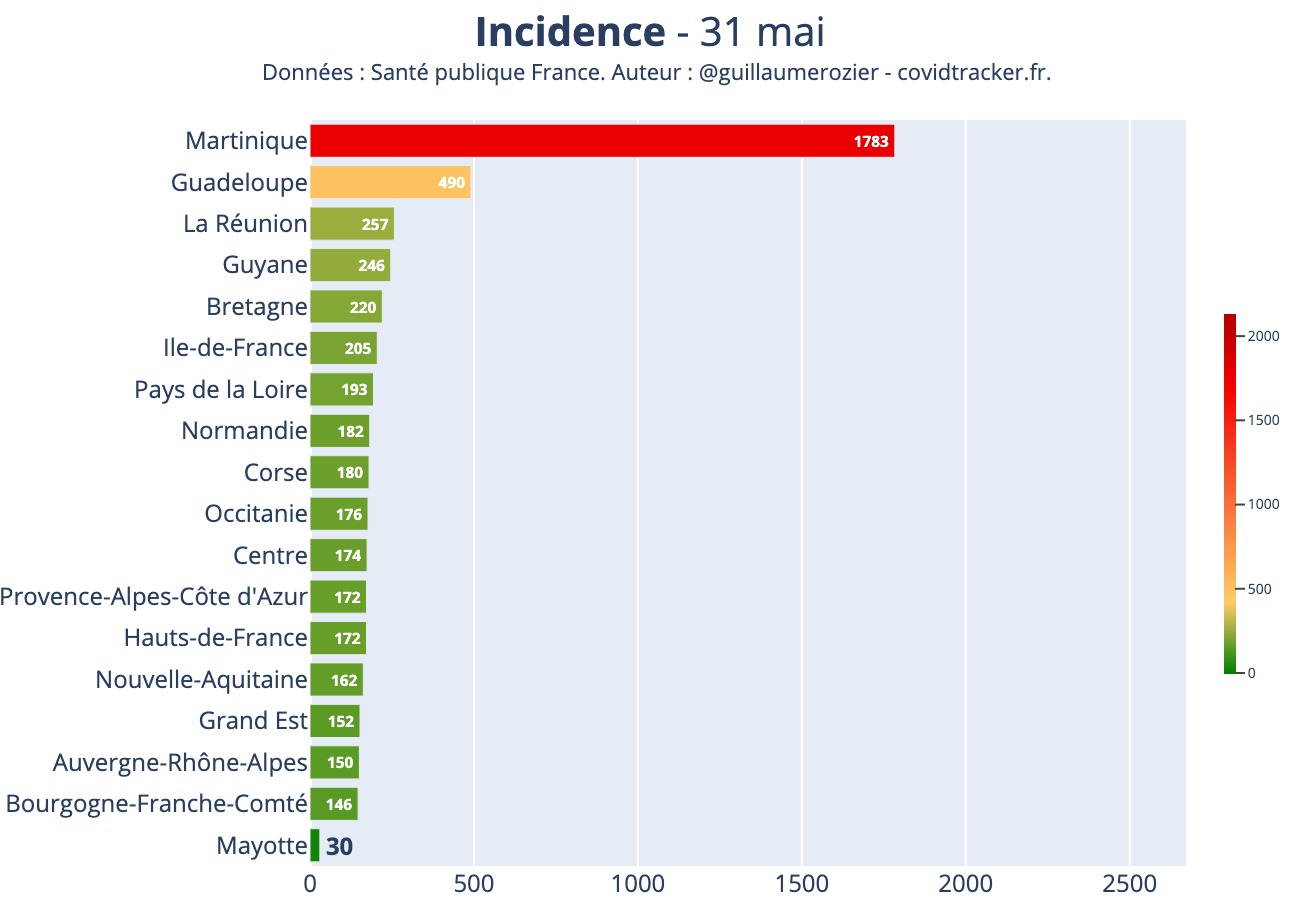 Incidence - 31 mai
Données : Santé publique France. Auteur : @guillaumerozier - covidtracker.fr.
Martinique 1783
Guadeloupe 490
La Réunion 257
Guyane 246
Bretagne 220
Ile-de-France 205
Pays de la Loire 193
Normandie 182
Corse 180
Occitanie 176
Centre 174
Provence-Alpes-Côte d'Azur 172
Hauts-de-France 172
Nouvelle-Aquitaine 162
Grand Est 152
Auvergne-Rhône-Alpes 150
Bourgogne-Franche-Comté 146
Mayotte 30
0 500 1000 1500 2000 2500
2000
1500
1000
500
0